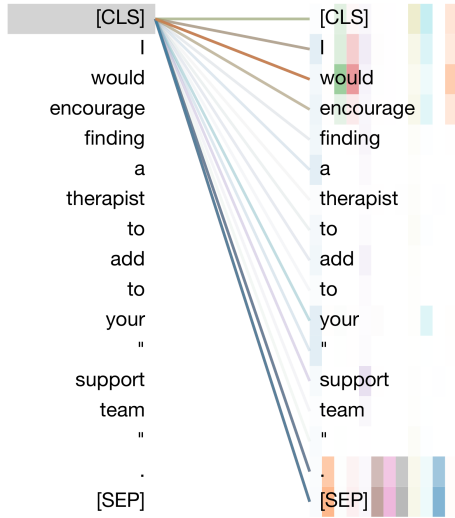 [CLS] [CLS]
I I
would would
encourage encourage
finding finding
a a
therapist therapist
to to
add add
to to
your your
" "
support support
team team
" "
. .
[SEP] [SEP]